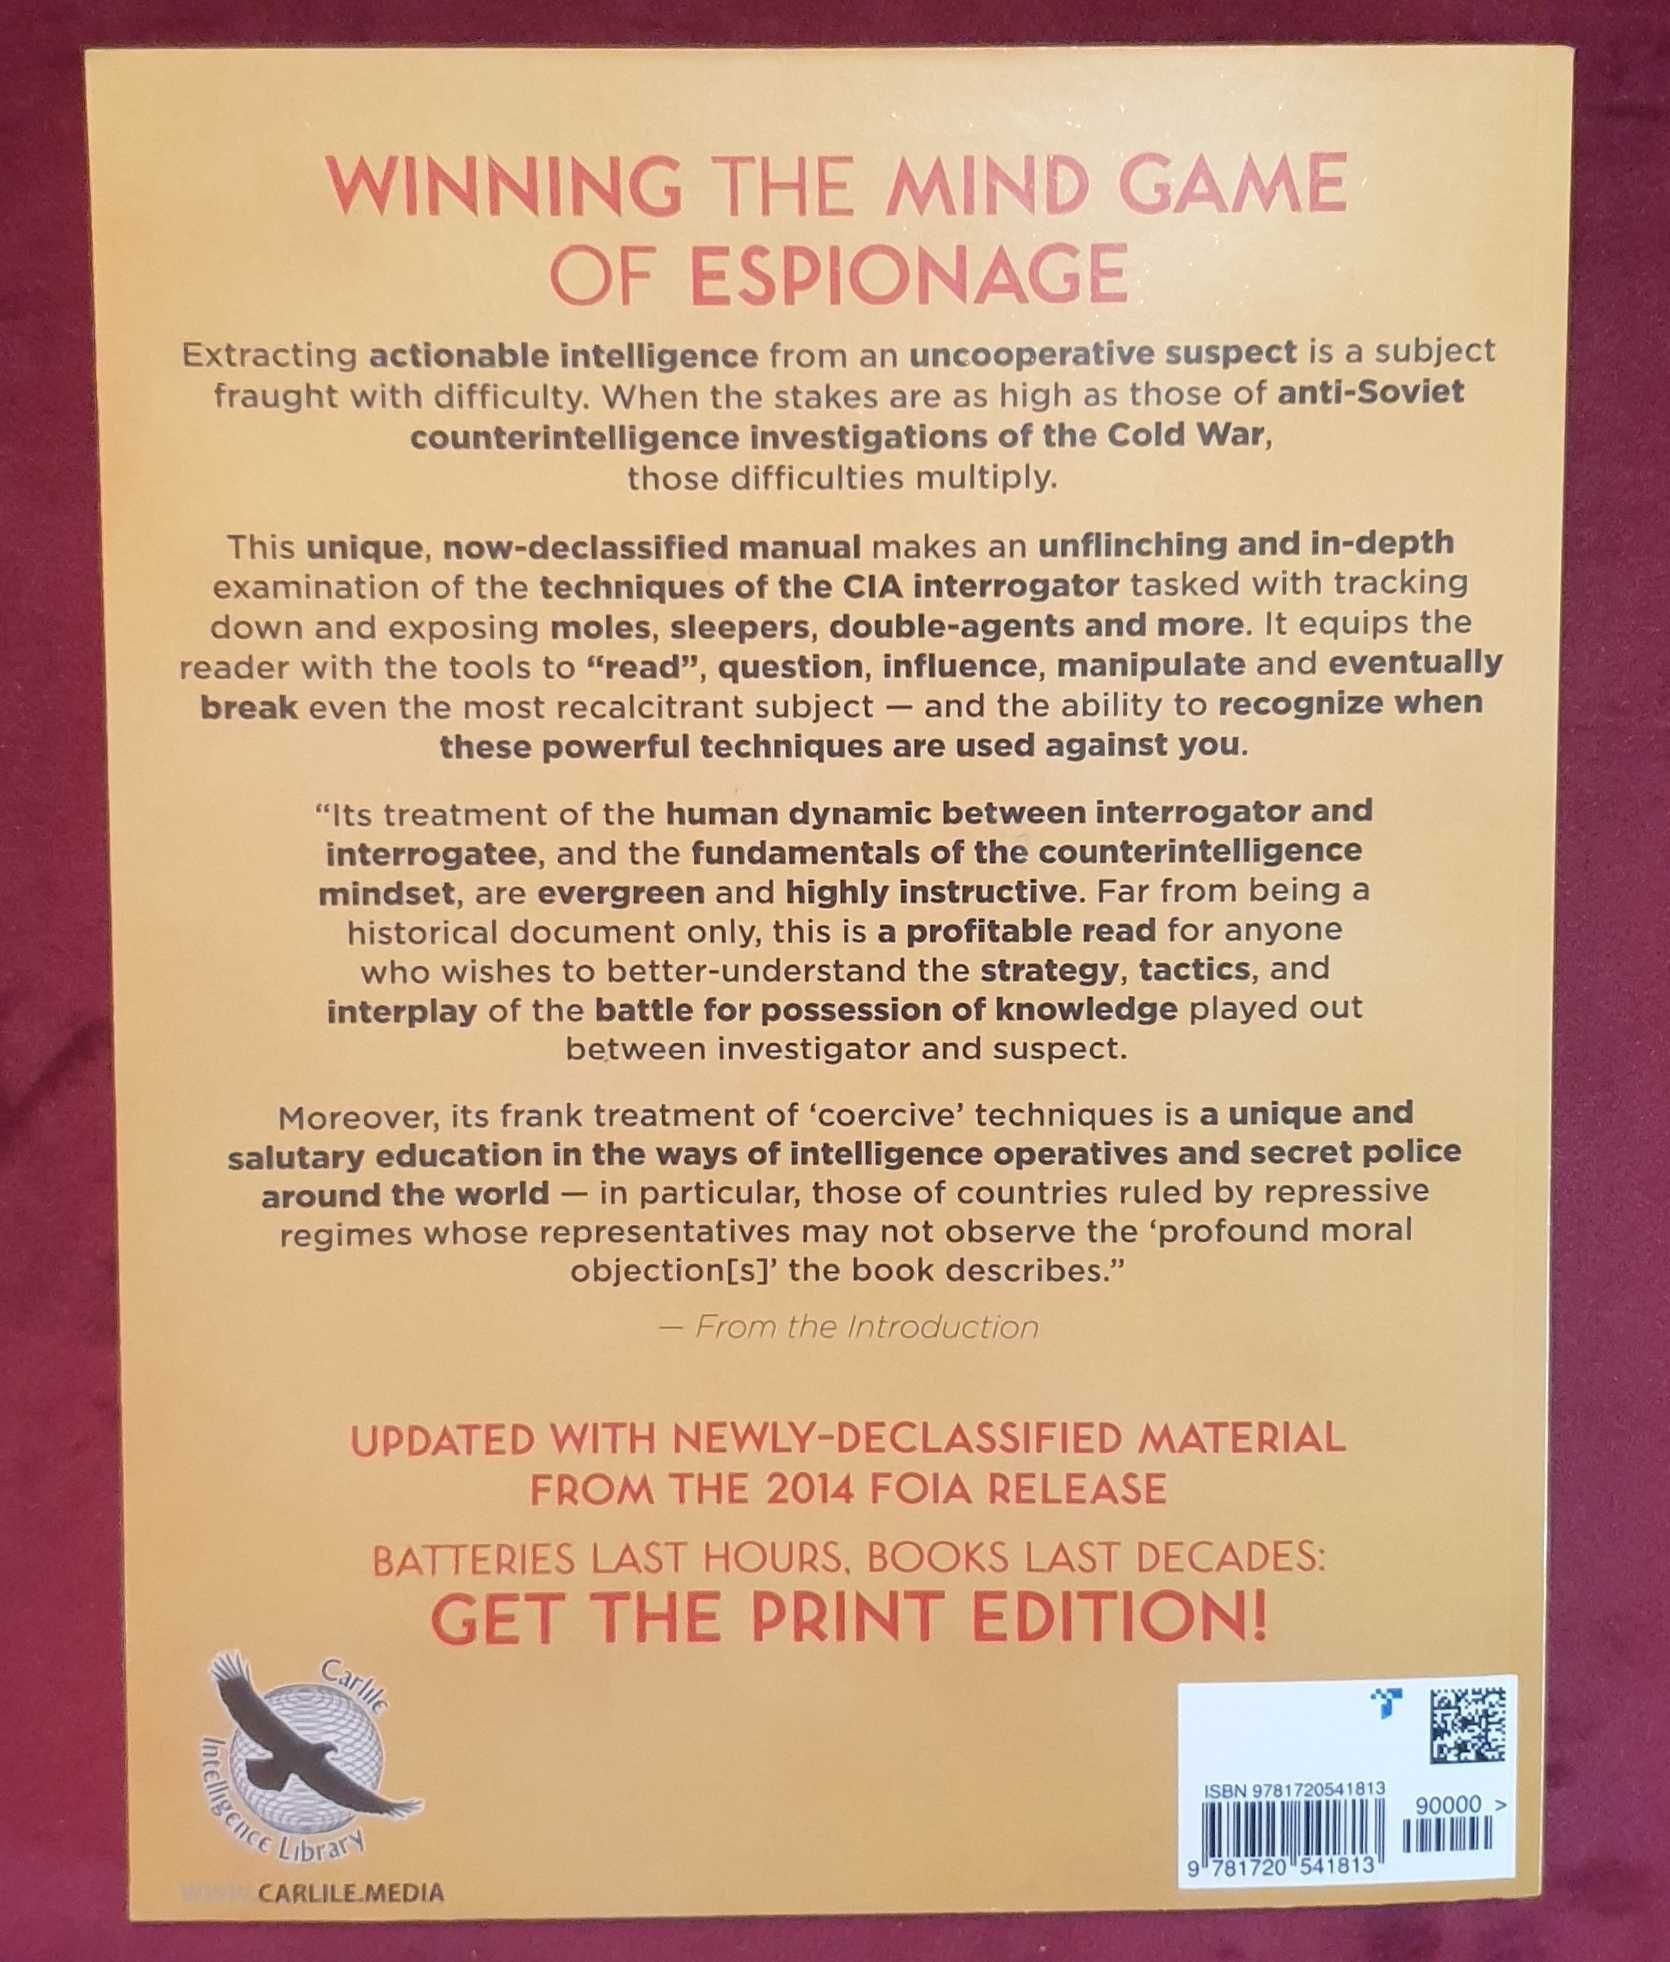 WINNING THE MIND GAME
OF ESPIONAGE
Extracting actionable intelligence from an uncooperative suspect is a subject
fraught with difficulty. When the stakes are as high as those of anti-Soviet
counterintelligence investigations of the Cold War,
those difficulties multiply.
This unique, now-declassified manual makes an unflinching and in-depth
examination of the techniques of the CIA interrogator tasked with tracking
down and exposing moles, sleepers, double-agents and more. It equips the
reader with the tools to “read”, question, influence, manipulate and eventually
break even the most recalcitrant subject — and the ability to recognize when
these powerful techniques are used against you.
“Its treatment of the human dynamic between interrogator and
interrogatee, and the fundamentals of the counterintelligence
mindset, are evergreen and highly instructive. Far from being a
historical document only, this is a profitable read for anyone
who wishes to better-understand the strategy, tactics, and
interplay of the battle for possession of knowledge played out
between investigator and suspect.
Moreover, its frank treatment of ‘coercive’ techniques is a unique and
salutary education in the ways of intelligence operatives and secret police
around the world — in particular, those of countries ruled by repressive
regimes whose representatives may not observe the ‘profound moral
objection[s]’ the book describes.”
— From the Introduction
UPDATED WITH NEWLY-DECLASSIFIED MATERIAL
FROM THE 2014 FOIA RELEASE
BATTERIES LAST HOURS, BOOKS LAST DECADES:
GET THE PRINT EDITION!
Carlile
Intelligence Library
WWW.CARLILE.MEDIA
ISBN 9781720541813
90000 >
9 781720 541813